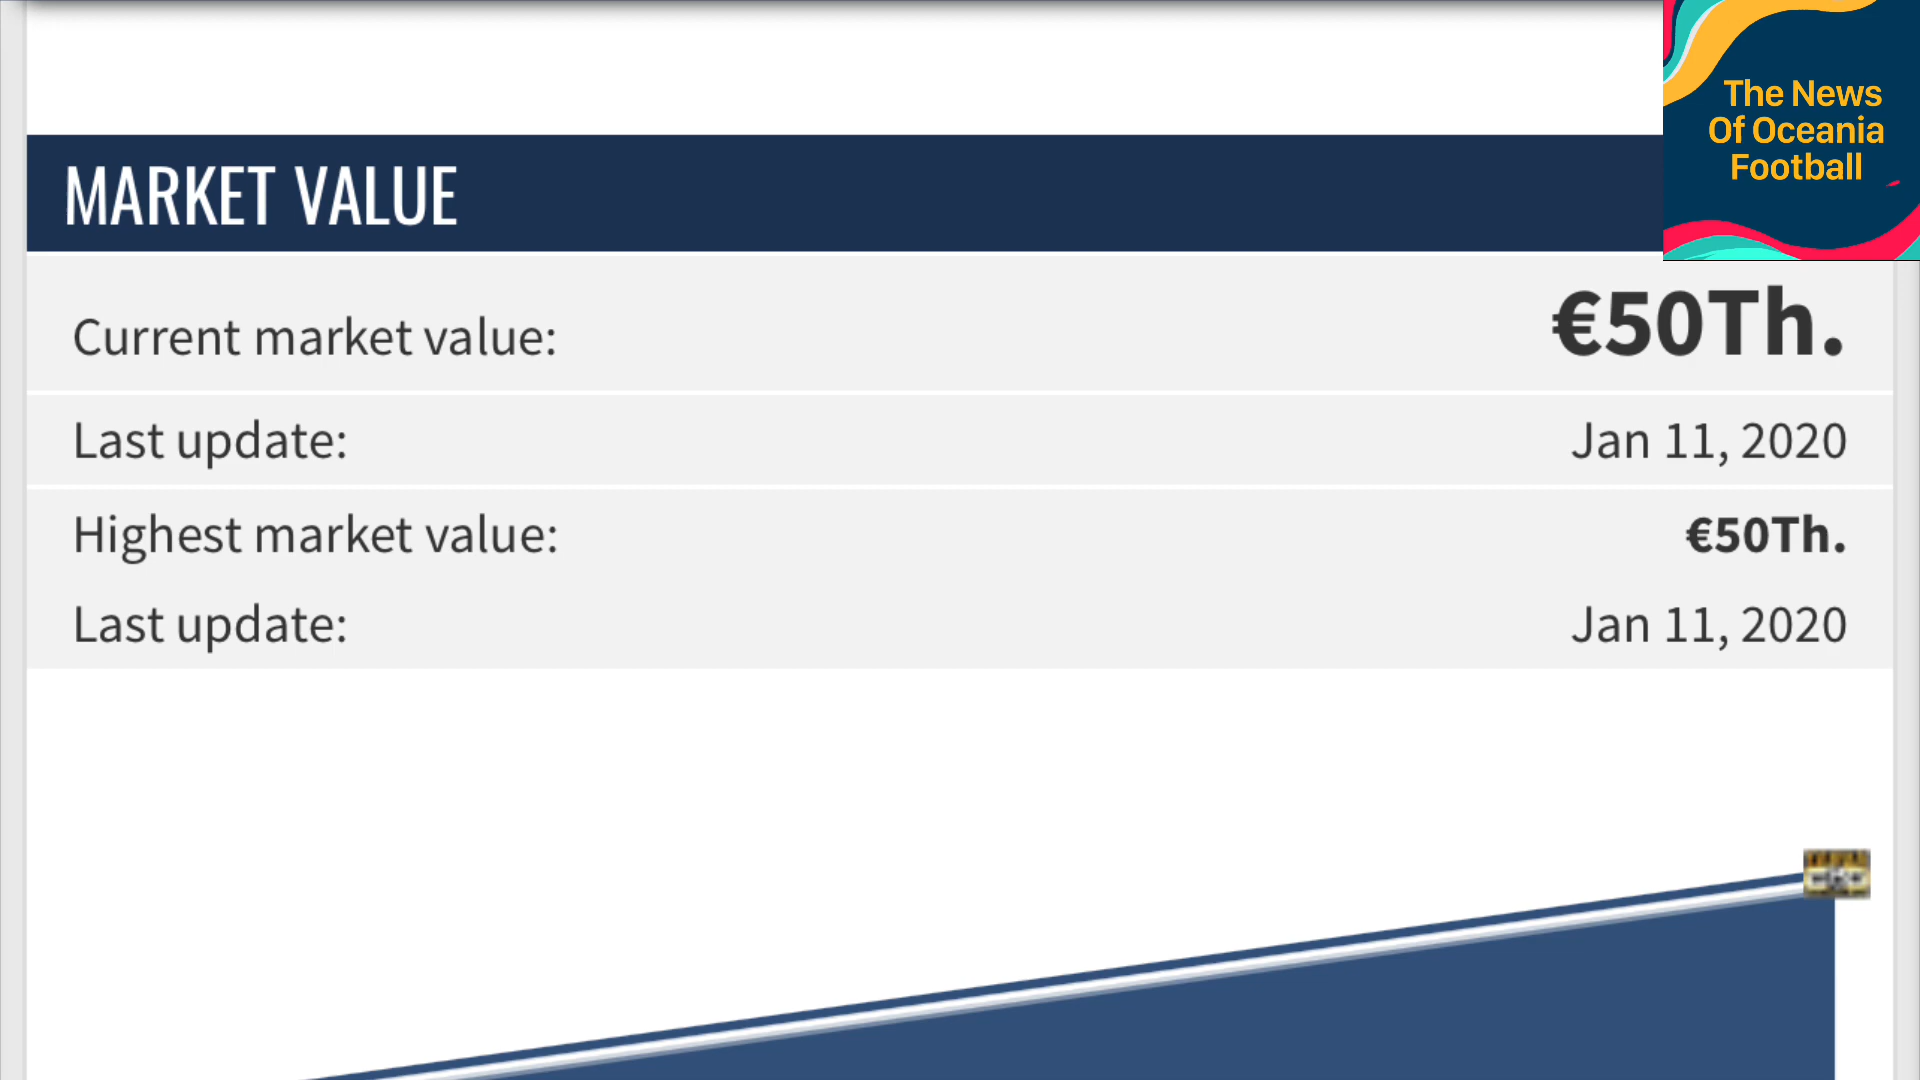 The News
Of Oceania
Football
MARKET VALUE
Current market value: €50Th.
Last update: Jan 11, 2020
Highest market value: €50Th.
Last update: Jan 11, 2020